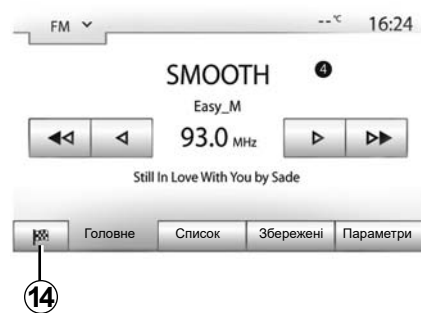 FM --°C 16:24
SMOOTH 4
Easy_M
93.0 MHz
Still In Love With You by Sade
Головне Список Збережені Параметри
14